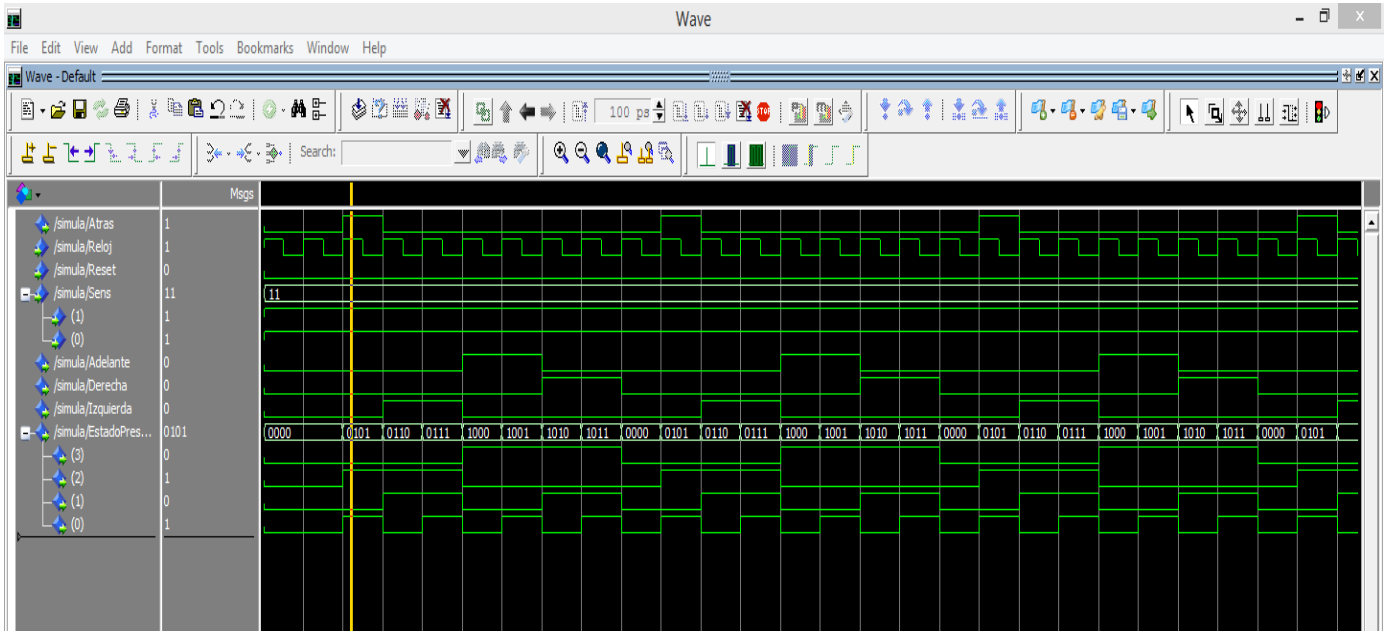 Wave
File Edit View Add Format Tools Bookmarks Window Help
Wave - Default
100 ps
Search:
Msgs
/simula/Atras 1
/simula/Reloj 1
/simula/Reset 0
/simula/Sens 11 11
(1) 1
(0) 1
/simula/Adelante 0
/simula/Derecha 0
/simula/Izquierda 0
/simula/EstadoPres... 0101 0000 0101 0110 0111 1000 1001 1010 1011 0000 0101 0110 0111 1000 1001 1010 1011 0000 0101 0110 0111 1000 1001 1010 1011 0000 0101
(3) 0
(2) 1
(1) 0
(0) 1